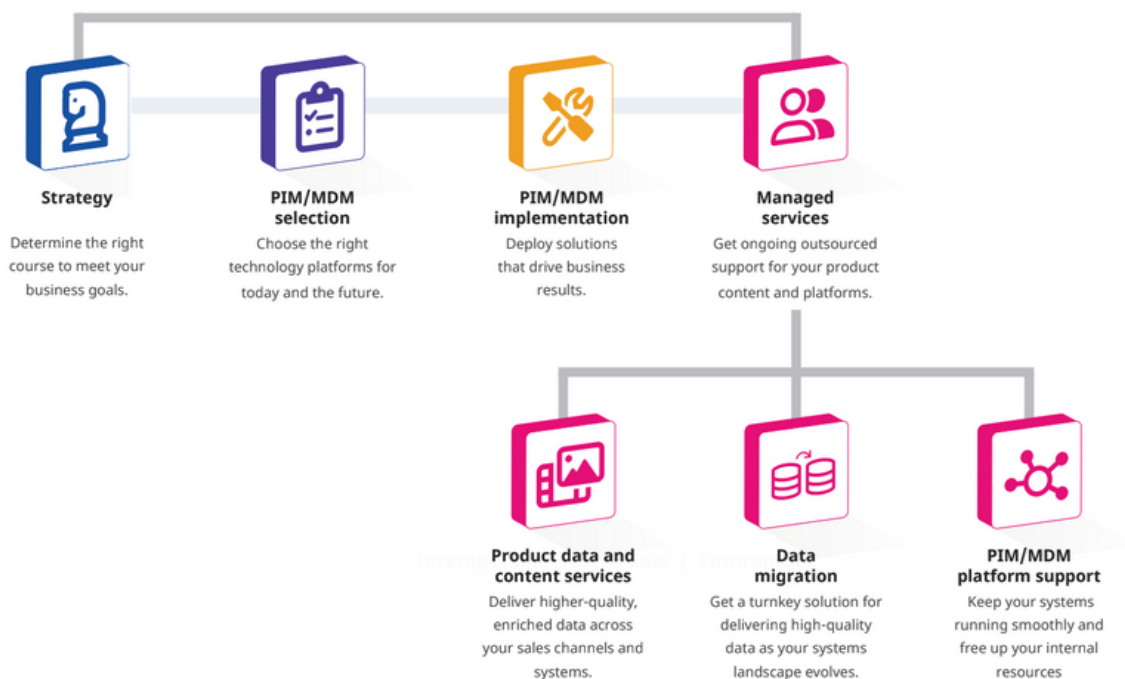 Strategy
Determine the right
course to meet your
business goals.
PIM/MDM
selection
Choose the right
technology platforms for
today and the future.
PIM/MDM
implementation
Deploy solutions
that drive business
results.
Managed
services
Get ongoing outsourced
support for your product
content and platforms.
Product data and
content services
Deliver higher-quality,
enriched data across
your sales channels and
systems.
Data
migration
Get a turnkey solution for
delivering high-quality
data as your systems
landscape evolves.
PIM/MDM
platform support
Keep your systems
running smoothly and
free up your internal
resources